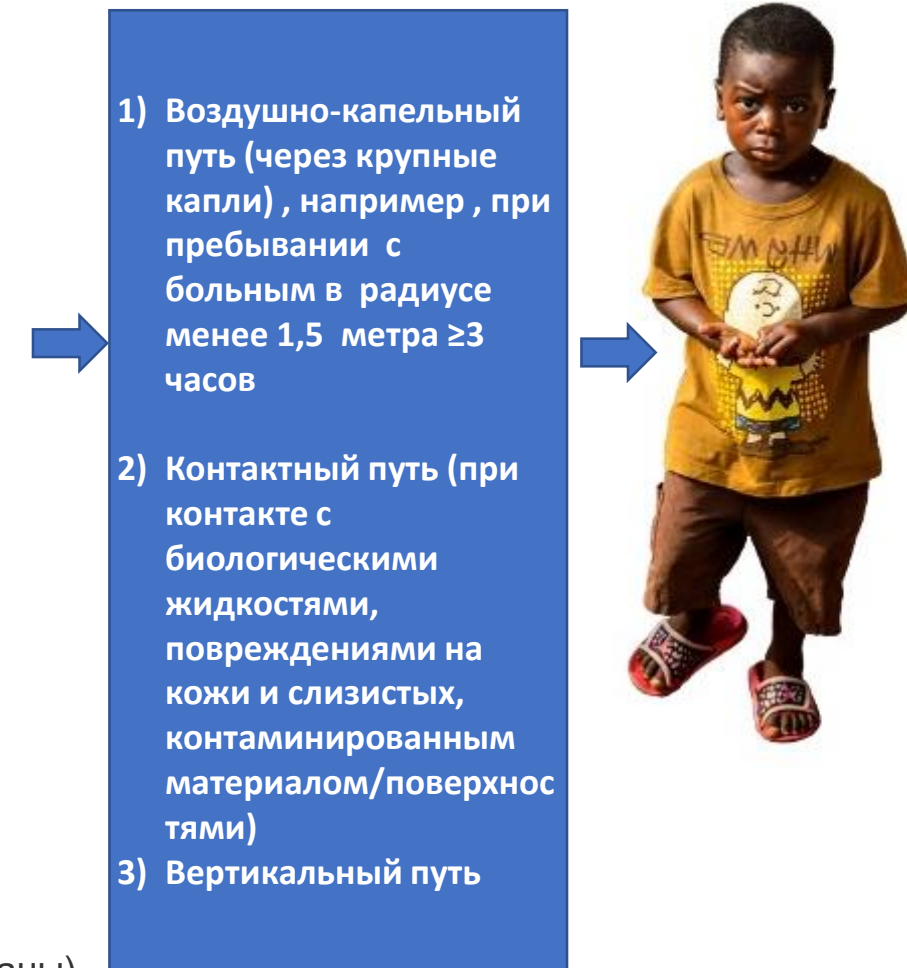 1) Воздушно-капельный
путь (через крупные
капли) , например , при
пребывании с
больным в радиусе
менее 1,5 метра ≥3
часов
2) Контактный путь (при
контакте с
биологическими
жидкостями,
повреждениями на
кожи и слизистых,
контаминированным
материалом/поверхнос
тями)
3) Вертикальный путь